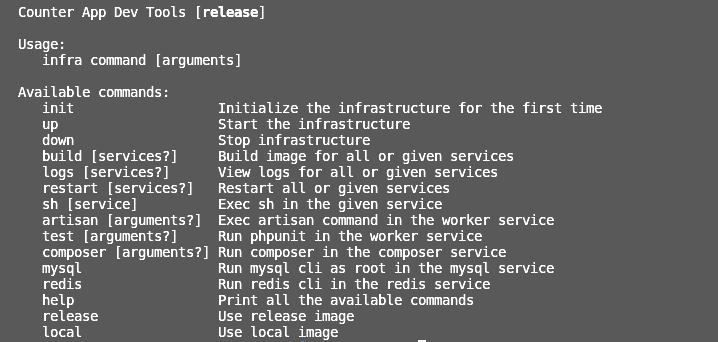 Counter App Dev Tools [release]
Usage:
infra command [arguments]
Available commands:
init Initialize the infrastructure for the first time
up Start the infrastructure
down Stop infrastructure
build [services?] Build image for all or given services
logs [services?] View logs for all or given services
restart [services?] Restart all or given services
sh [service] Exec sh in the given service
artisan [arguments?] Exec artisan command in the worker service
test [arguments?] Run phpunit in the worker service
composer [arguments?] Run composer in the composer service
mysql Run mysql cli as root in the mysql service
redis Run redis cli in the redis service
help Print all the available commands
release Use release image
local Use local image